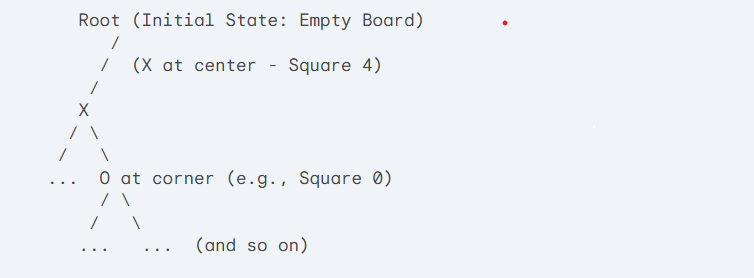 Root (Initial State: Empty Board)
/
/  (X at center - Square 4)
/
X
/ \
/   \
...  O at corner (e.g., Square 0)
/ \
/   \
...   ...  (and so on)